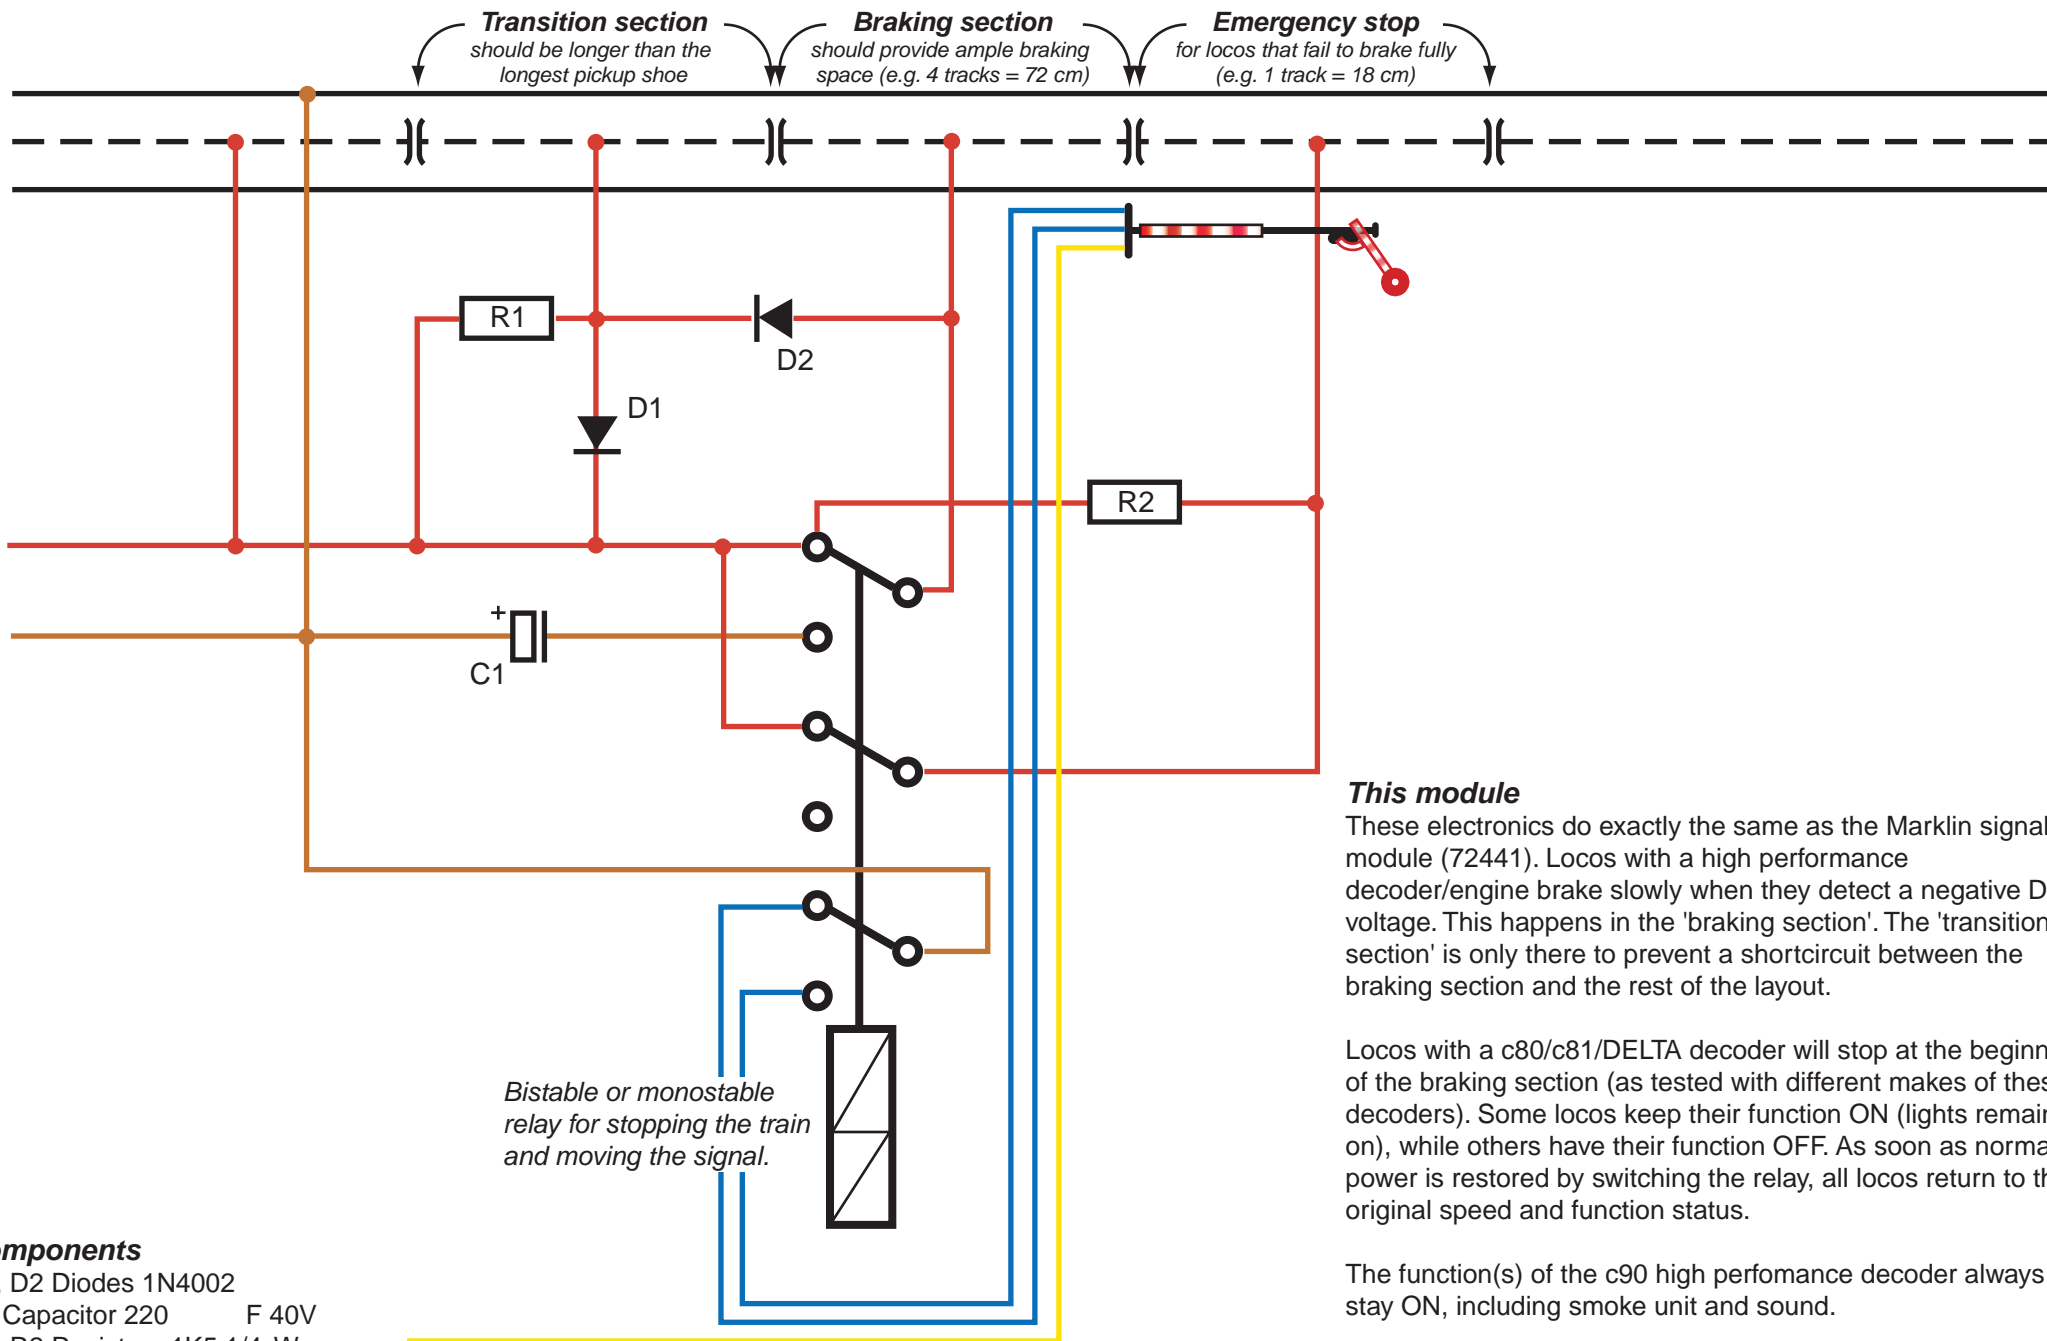 Transition section
should be longer than the
longest pickup shoe
Braking section
should provide ample braking
space (e.g. 4 tracks = 72 cm)
Emergency stop
for locos that fail to brake fully
(e.g. 1 track = 18 cm)
R1
D2
D1
R2
+
C1
Bistable or monostable
relay for stopping the train
and moving the signal.
This module
These electronics do exactly the same as the Marklin signal
module (72441). Locos with a high performance
decoder/engine brake slowly when they detect a negative D
voltage. This happens in the 'braking section'. The 'transition
section' is only there to prevent a shortcircuit between the
braking section and the rest of the layout.
Locos with a c80/c81/DELTA decoder will stop at the beginn
of the braking section (as tested with different makes of thes
decoders). Some locos keep their function ON (lights remain
on), while others have their function OFF. As soon as norma
power is restored by switching the relay, all locos return to th
original speed and function status.
The function(s) of the c90 high perfomance decoder always
stay ON, including smoke unit and sound.
mponents
D2 Diodes 1N4002
Capacitor 220 F 40V